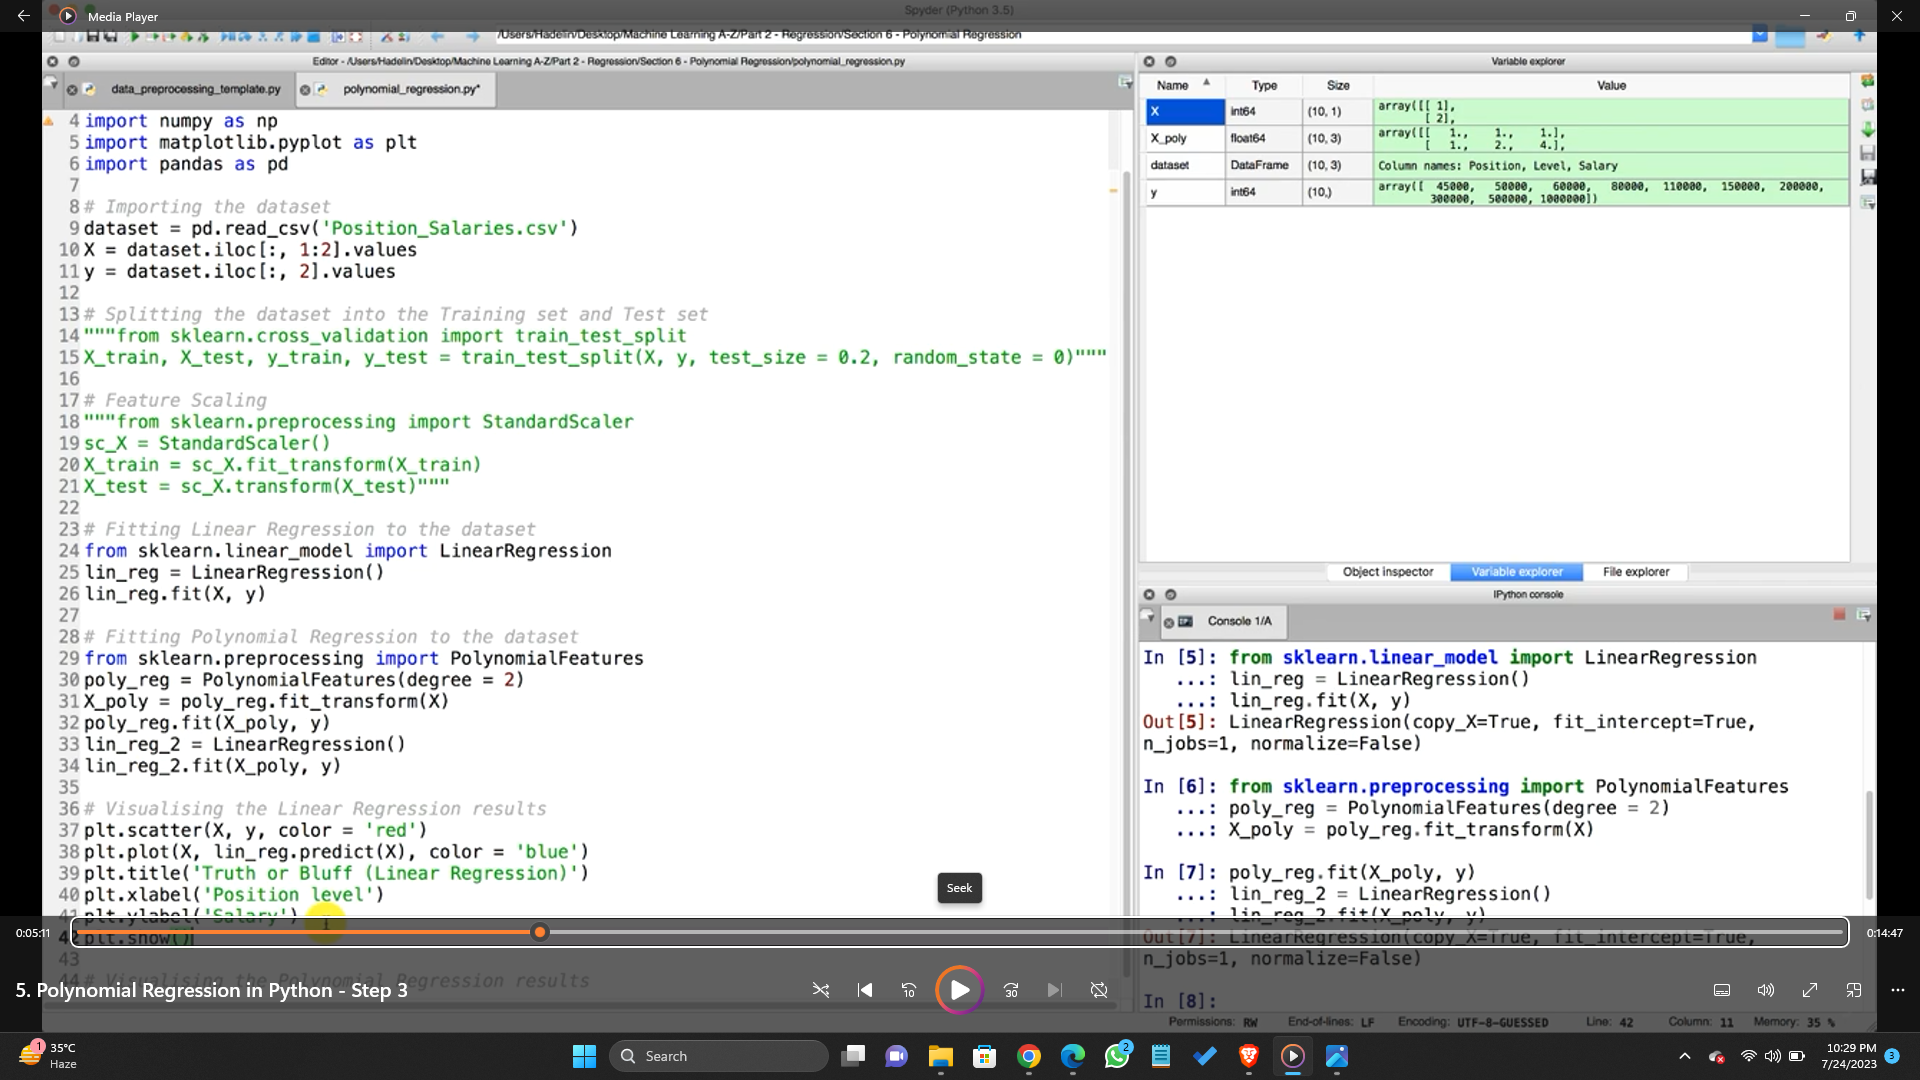 Media Player
Spyder (Python 3.5)
/Users/Hadelin/Desktop/Machine Learning A-Z/Part 2 - Regression/Section 6 - Polynomial Regression
Editor - /Users/Hadelin/Desktop/Machine Learning A-Z/Part 2 - Regression/Section 6 - Polynomial Regression/polynomial_regression.py
data_preprocessing_template.py
polynomial_regression.py*
4 import numpy as np
5 import matplotlib.pyplot as plt
6 import pandas as pd
7
8 # Importing the dataset
9 dataset = pd.read_csv('Position_Salaries.csv')
10 X = dataset.iloc[:, 1:2].values
11 y = dataset.iloc[:, 2].values
12
13 # Splitting the dataset into the Training set and Test set
14 """from sklearn.cross_validation import train_test_split
15 X_train, X_test, y_train, y_test = train_test_split(X, y, test_size = 0.2, random_state = 0)"""
16
17 # Feature Scaling
18 """from sklearn.preprocessing import StandardScaler
19 sc_X = StandardScaler()
20 X_train = sc_X.fit_transform(X_train)
21 X_test = sc_X.transform(X_test)"""
22
23 # Fitting Linear Regression to the dataset
24 from sklearn.linear_model import LinearRegression
25 lin_reg = LinearRegression()
26 lin_reg.fit(X, y)
27
28 # Fitting Polynomial Regression to the dataset
29 from sklearn.preprocessing import PolynomialFeatures
30 poly_reg = PolynomialFeatures(degree = 2)
31 X_poly = poly_reg.fit_transform(X)
32 poly_reg.fit(X_poly, y)
33 lin_reg_2 = LinearRegression()
34 lin_reg_2.fit(X_poly, y)
35
36 # Visualising the Linear Regression results
37 plt.scatter(X, y, color = 'red')
38 plt.plot(X, lin_reg.predict(X), color = 'blue')
39 plt.title('Truth or Bluff (Linear Regression)')
40 plt.xlabel('Position level')
41 plt.ylabel('Salary')
42 plt.show()
43
44 # Visualising the Polynomial Regression results
Variable explorer
Name Type Size Value
X int64 (10, 1) array([[ 1],
[ 2],
X_poly float64 (10, 3) array([[ 1., 1., 1.],
[ 1., 2., 4.],
dataset DataFrame (10, 3) Column names: Position, Level, Salary
y int64 (10,) array([ 45000, 50000, 60000, 80000, 110000, 150000, 200000,
300000, 500000, 1000000])
Object inspector Variable explorer File explorer
IPython console
Console 1/A
In [5]: from sklearn.linear_model import LinearRegression
...: lin_reg = LinearRegression()
...: lin_reg.fit(X, y)
Out[5]: LinearRegression(copy_X=True, fit_intercept=True,
n_jobs=1, normalize=False)
In [6]: from sklearn.preprocessing import PolynomialFeatures
...: poly_reg = PolynomialFeatures(degree = 2)
...: X_poly = poly_reg.fit_transform(X)
In [7]: poly_reg.fit(X_poly, y)
...: lin_reg_2 = LinearRegression()
...: lin_reg_2.fit(X_poly, y)
Out[7]: LinearRegression(copy_X=True, fit_intercept=True,
n_jobs=1, normalize=False)
In [8]:
Permissions: RW End-of-lines: LF Encoding: UTF-8-GUESSED Line: 42 Column: 11 Memory: 35 %
Seek
0:05:11
0:14:47
5. Polynomial Regression in Python - Step 3
10
30
1
35°C
Haze
Search
2
10:29 PM
7/24/2023
3